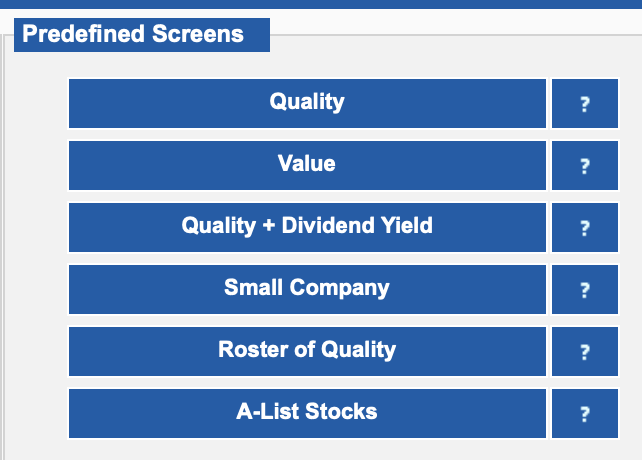 Predefined Screens
Quality ?
Value ?
Quality + Dividend Yield ?
Small Company ?
Roster of Quality ?
A-List Stocks ?